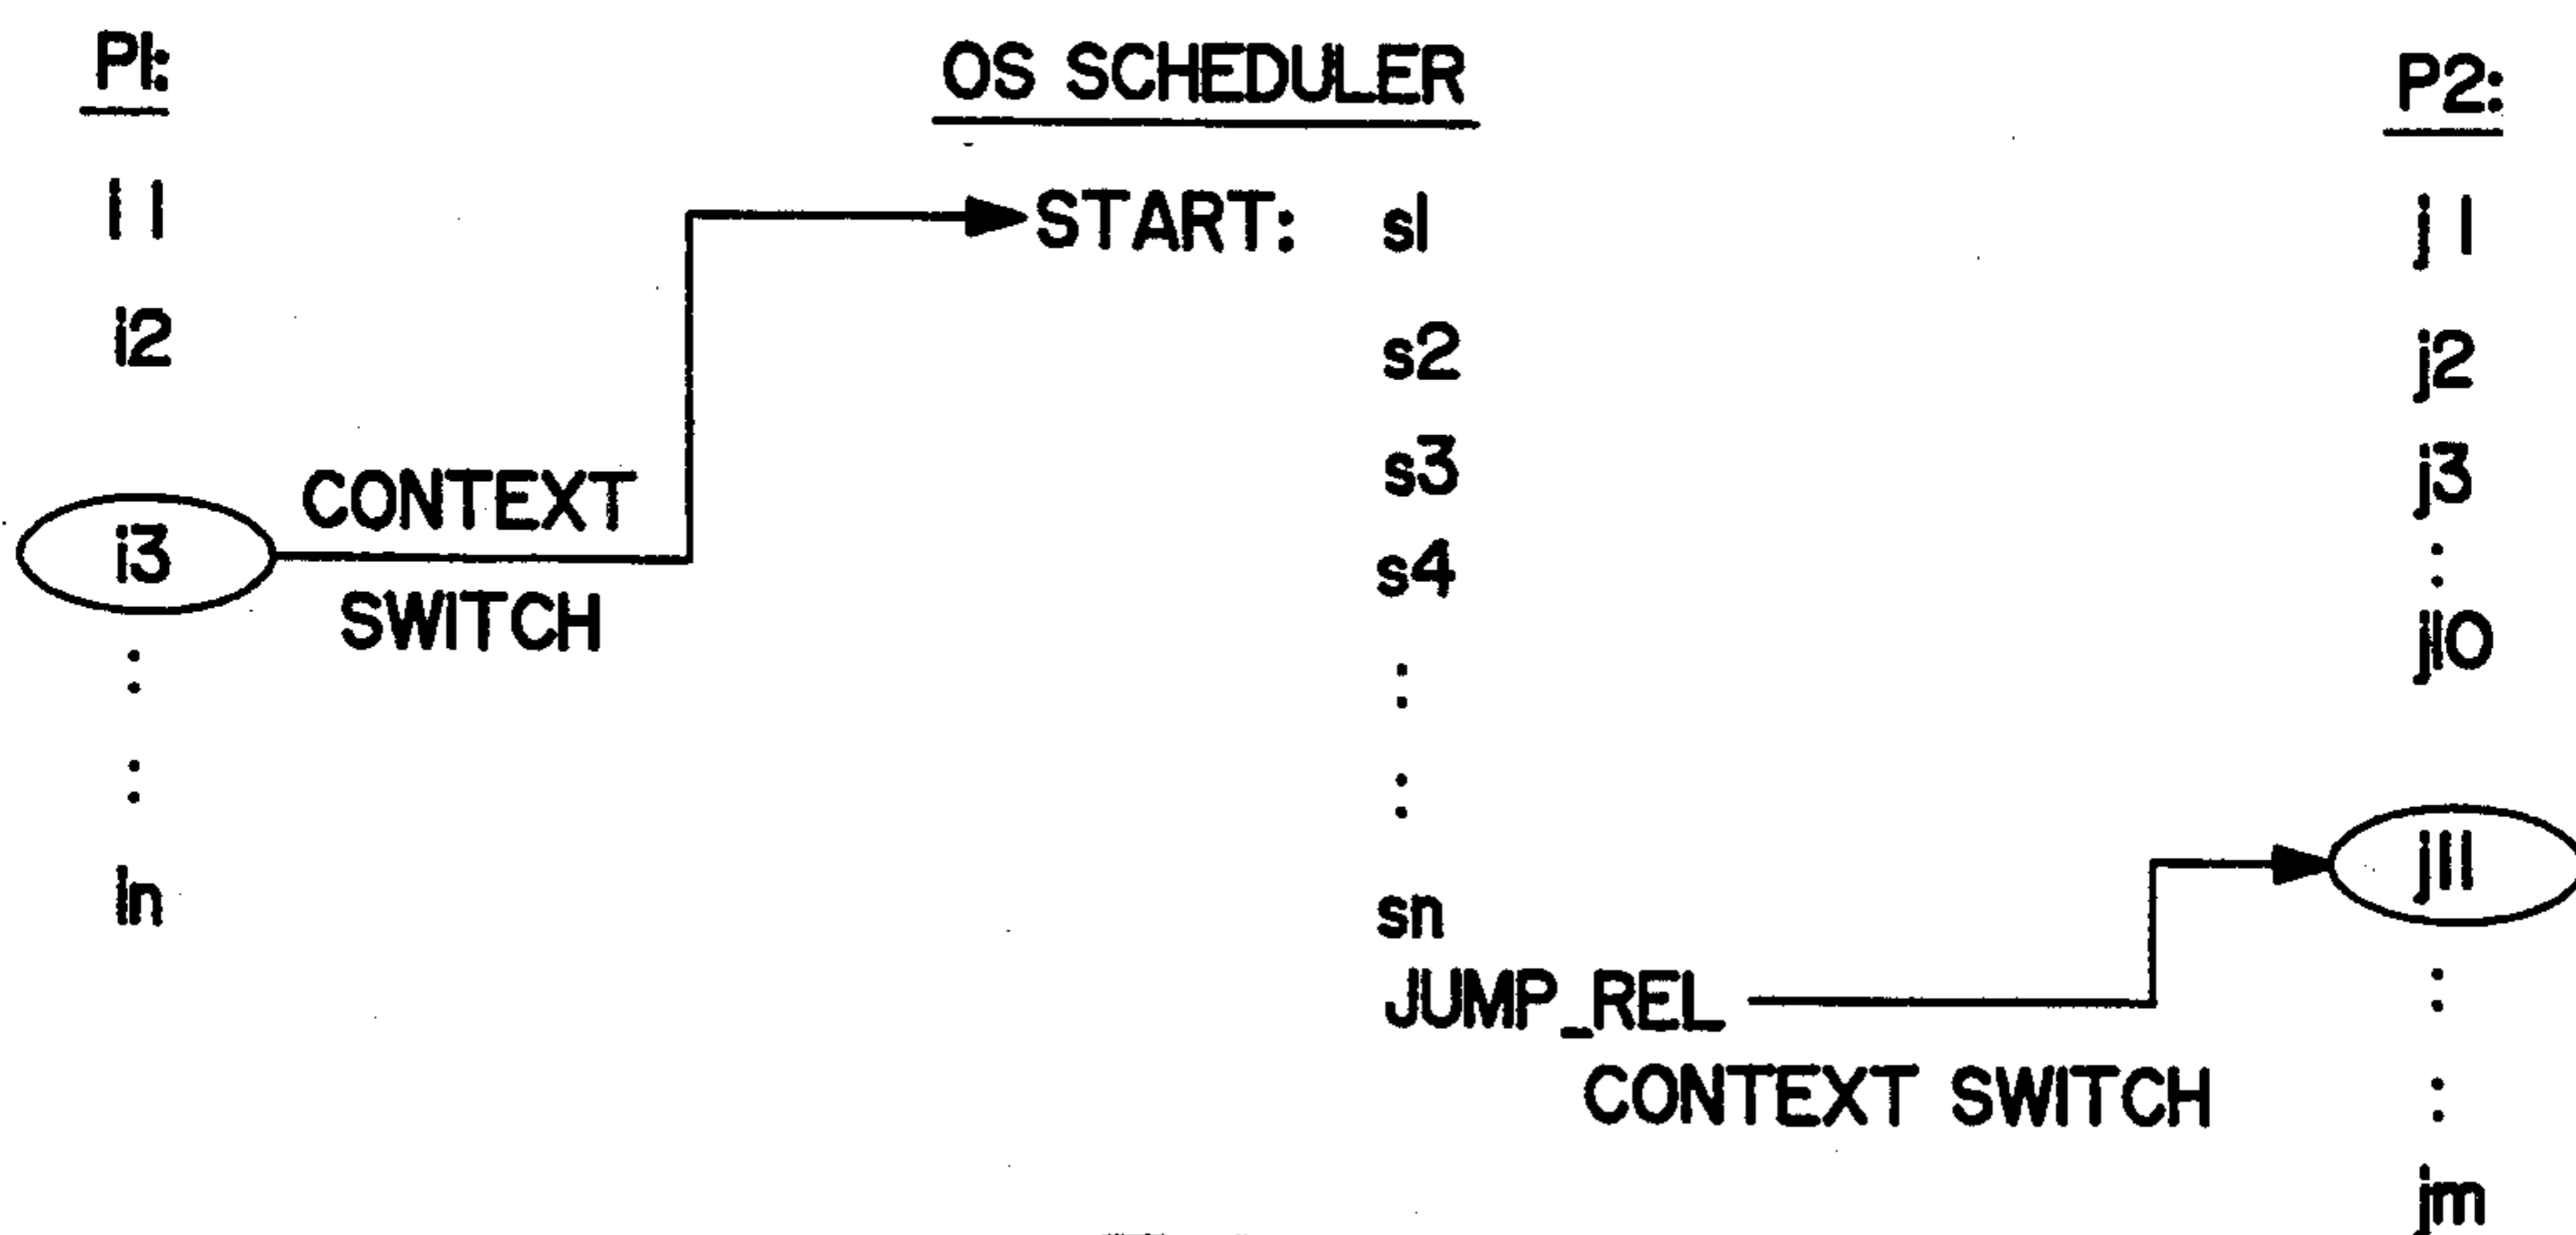 P1:
i1
i2
i3
:
:
in
CONTEXT
SWITCH
OS SCHEDULER
START: s1
s2
s3
s4
:
:
sn
JUMP_REL
CONTEXT SWITCH
P2:
j1
j2
j3
:
j10
j11
:
:
jm